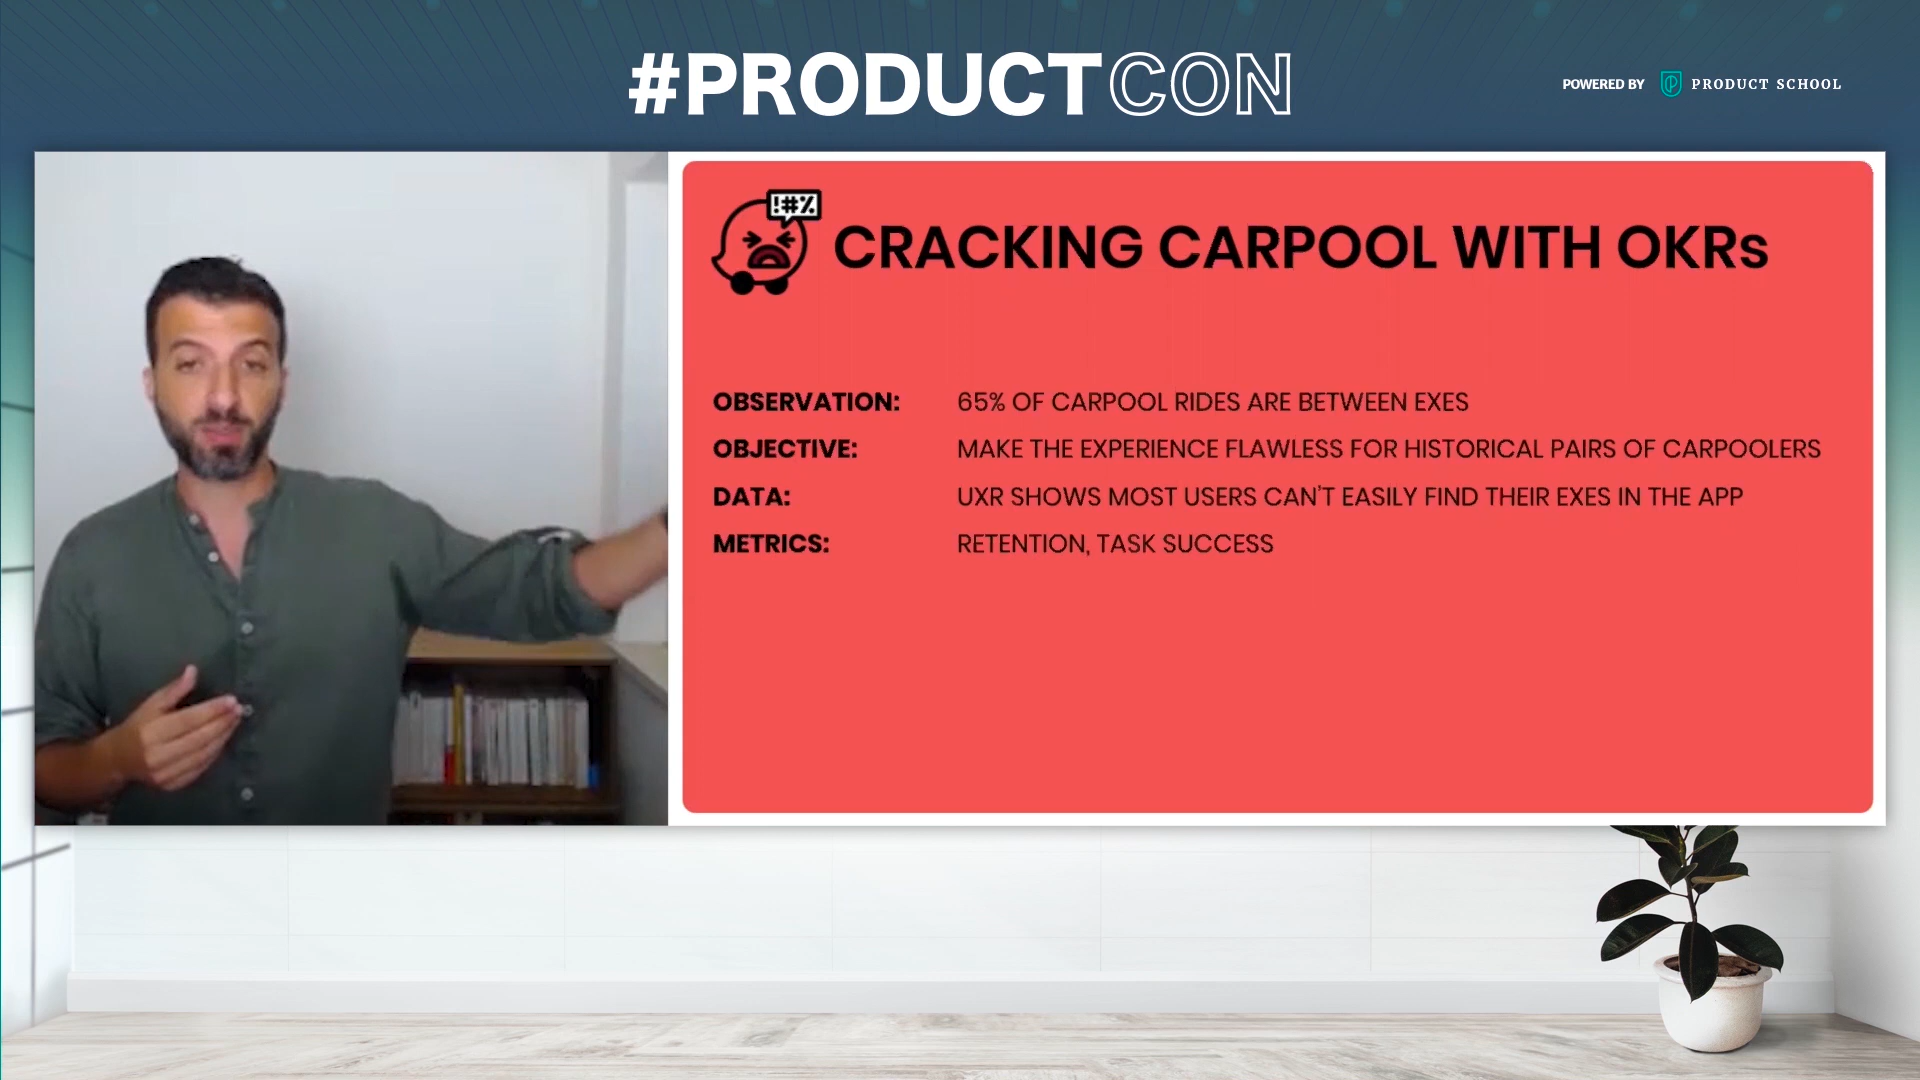 #PRODUCTCON
POWERED BY PRODUCT SCHOOL
!#%
CRACKING CARPOOL WITH OKRs
OBSERVATION: 65% OF CARPOOL RIDES ARE BETWEEN EXES
OBJECTIVE: MAKE THE EXPERIENCE FLAWLESS FOR HISTORICAL PAIRS OF CARPOOLERS
DATA: UXR SHOWS MOST USERS CAN'T EASILY FIND THEIR EXES IN THE APP
METRICS: RETENTION, TASK SUCCESS